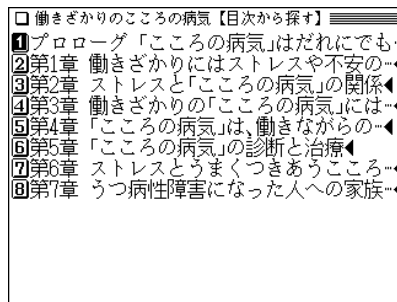 □ 働きざかりのこころの病気【目次から探す】
1プロローグ 「こころの病気」はだれにでも…
2第1章 働きざかりにはストレスや不安の…◀
3第2章 ストレスと「こころの病気」の関係◀
4第3章 働きざかりの「こころの病気」には…◀
5第4章 「こころの病気」は、働きながらの…◀
6第5章 「こころの病気」の診断と治療◀
7第6章 ストレスとうまくつきあうこころ…◀
8第7章 うつ病性障害になった人への家族…◀